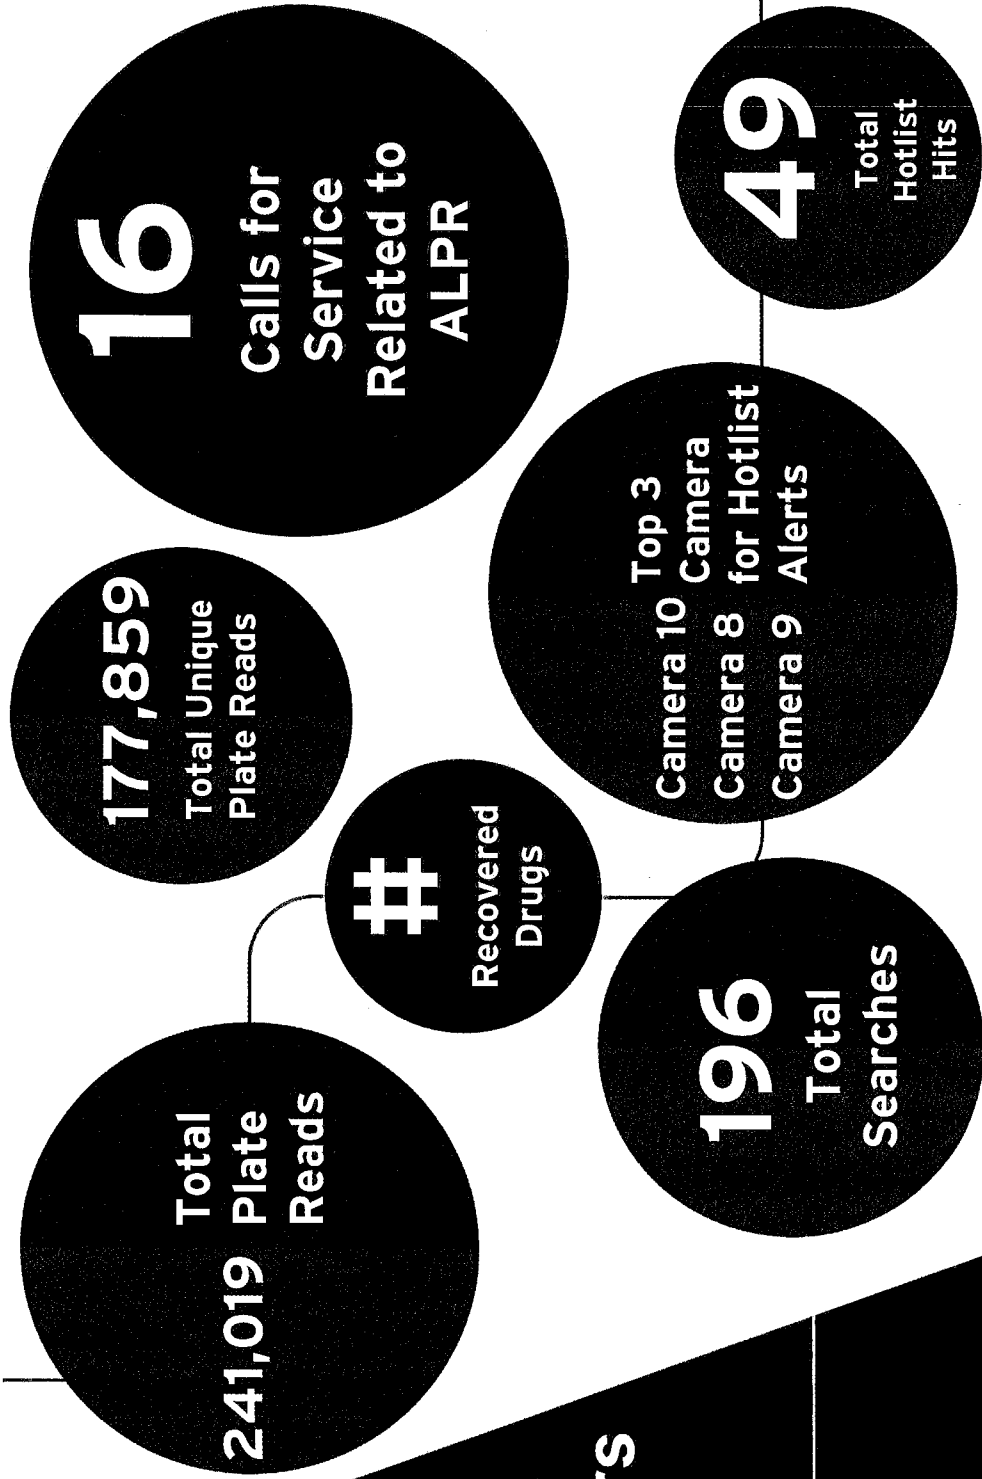 241,019
Total
Plate
Reads
177,859
Total Unique
Plate Reads
16
Calls for
Service
Related to
ALPR
#
Recovered
Drugs
196
Total
Searches
Camera 10
Camera 8
Camera 9
Top 3
Camera
for Hotlist
Alerts
49
Total
Hotlist
Hits